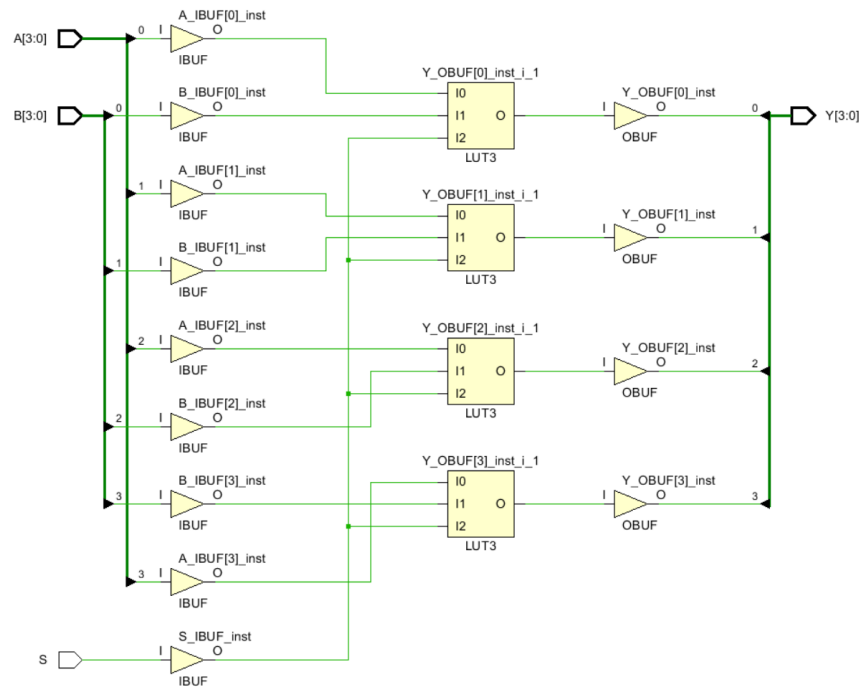 A_IBUF[0]_inst
A[3:0]
0
I
O
IBUF
Y_OBUF[0]_inst_i_1
B_IBUF[0]_inst
B[3:0]
0
I
O
IBUF
I0
I1
I2
O
LUT3
Y_OBUF[0]_inst
I
O
OBUF
0
Y[3:0]
A_IBUF[1]_inst
1
I
O
IBUF
Y_OBUF[1]_inst_i_1
I0
I1
I2
O
LUT3
Y_OBUF[1]_inst
I
O
OBUF
1
B_IBUF[1]_inst
1
I
O
IBUF
A_IBUF[2]_inst
2
I
O
IBUF
Y_OBUF[2]_inst_i_1
I0
I1
I2
O
LUT3
Y_OBUF[2]_inst
I
O
OBUF
2
B_IBUF[2]_inst
2
I
O
IBUF
B_IBUF[3]_inst
3
I
O
IBUF
Y_OBUF[3]_inst_i_1
I0
I1
I2
O
LUT3
Y_OBUF[3]_inst
I
O
OBUF
3
A_IBUF[3]_inst
3
I
O
IBUF
S_IBUF_inst
S
I
O
IBUF